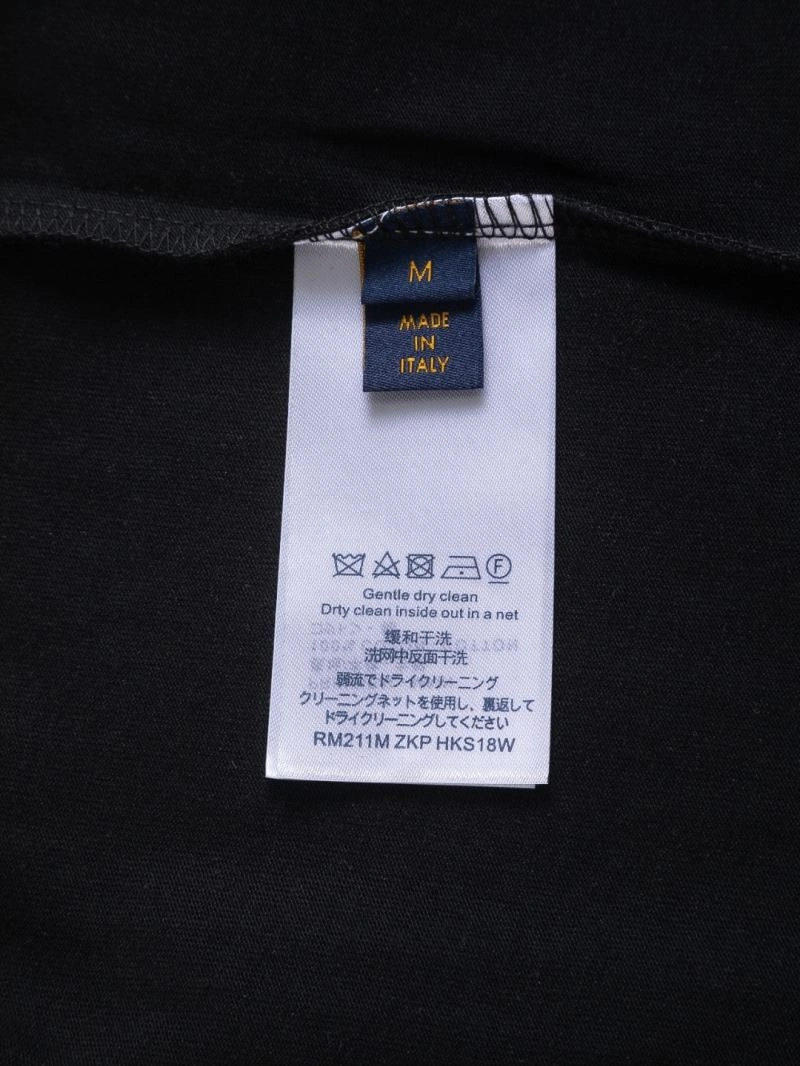 M
MADE
IN
ITALY
F
Gentle dry clean
Drty clean inside out in a net
缓和干洗
洗网中反面干洗
弱流でドライクリーニング
クリーニングネットを使用し、裏返して
ドライクリーニングしてください
RM211M ZKP HKS18W